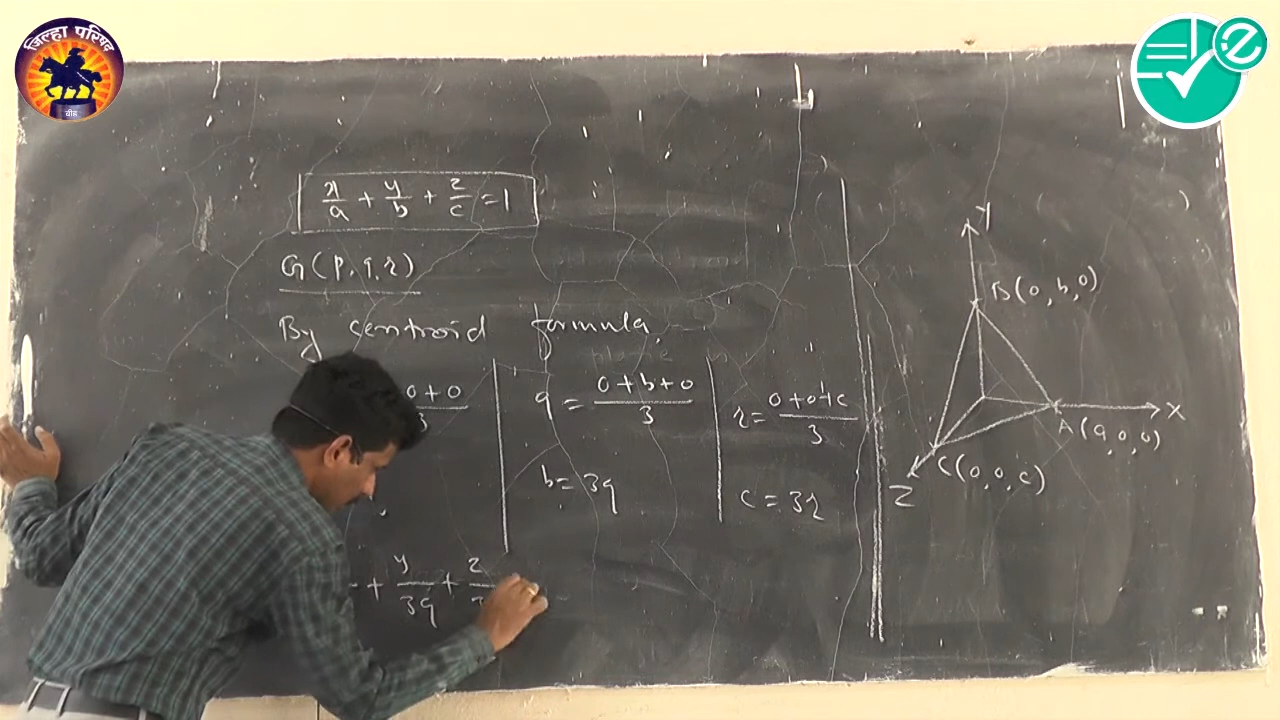 जिल्हा परिषद
बीड
x/a + y/b + z/c = 1
G(p, q, r)
By centroid formula,
0 + 0
q = (0 + b + 0)/3
r = (0 + 0 + c)/3
b = 3q
c = 3r
+ y/3q + z
Y
B(0, b, 0)
X
A(a, 0, 0)
C(0, 0, c)
Z